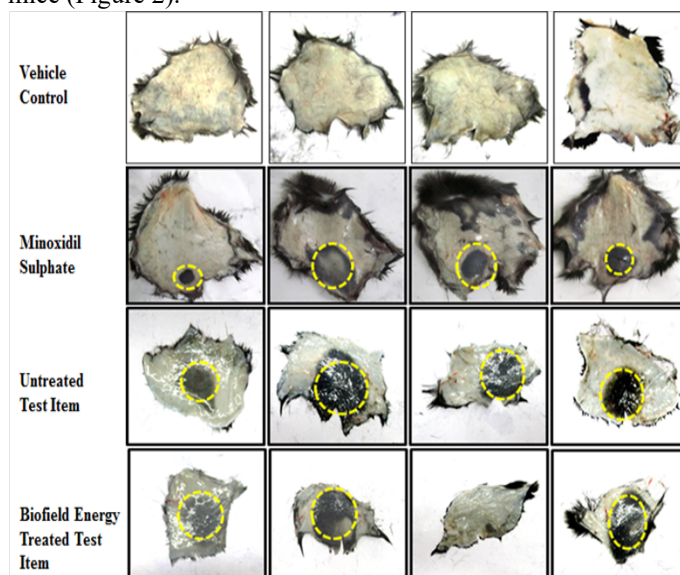 mice (Figure 2).
Vehicle
Control
Minoxidil
Sulphate
Untreated
Test Item
Biofield Energy
Treated Test
Item